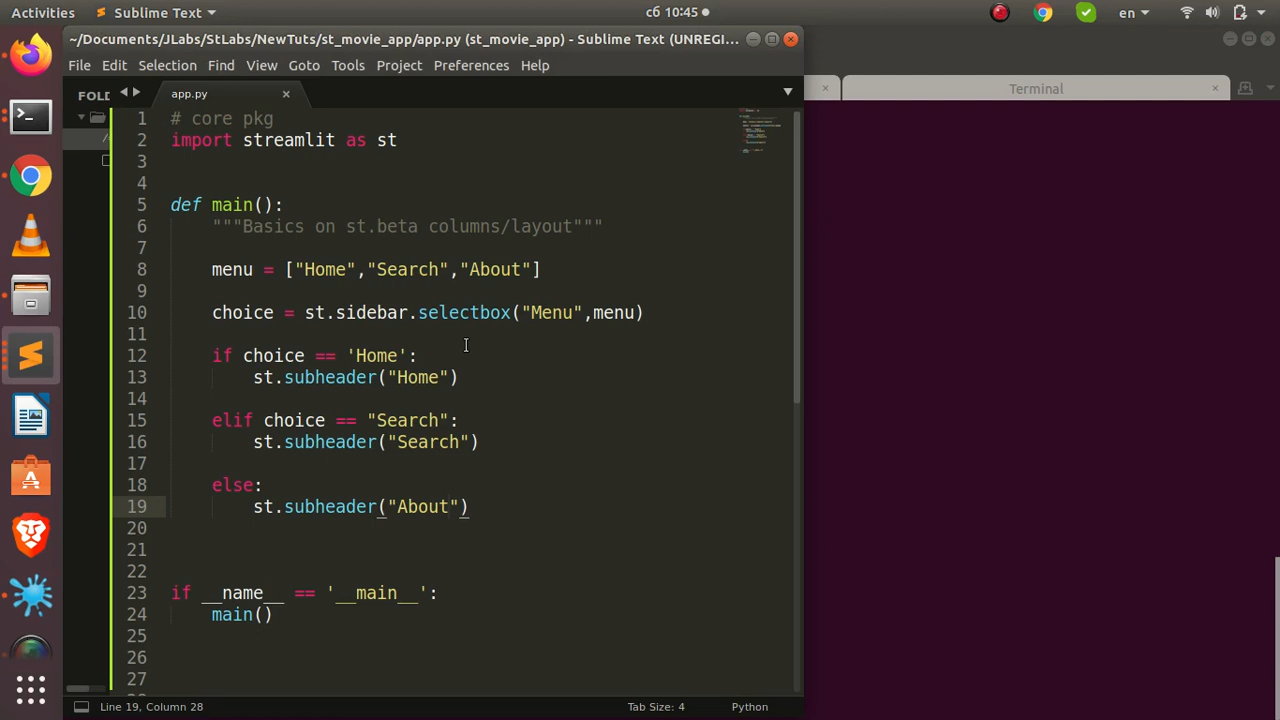 Activities
Sublime Text
сб 10:45
en
~/Documents/JLabs/StLabs/NewTuts/st_movie_app/app.py (st_movie_app) - Sublime Text (UNREGI...
File Edit Selection Find View Goto Tools Project Preferences Help
Terminal
FOLD
app.py
1 # core pkg
2 import streamlit as st
3
4
5 def main():
6 """Basics on st.beta columns/layout"""
7
8 menu = ["Home","Search","About"]
9
10 choice = st.sidebar.selectbox("Menu",menu)
11
12 if choice == 'Home':
13 st.subheader("Home")
14
15 elif choice == "Search":
16 st.subheader("Search")
17
18 else:
19 st.subheader("About")
20
21
22
23 if __name__ == '__main__':
24 main()
25
26
27
Line 19, Column 28
Tab Size: 4
Python